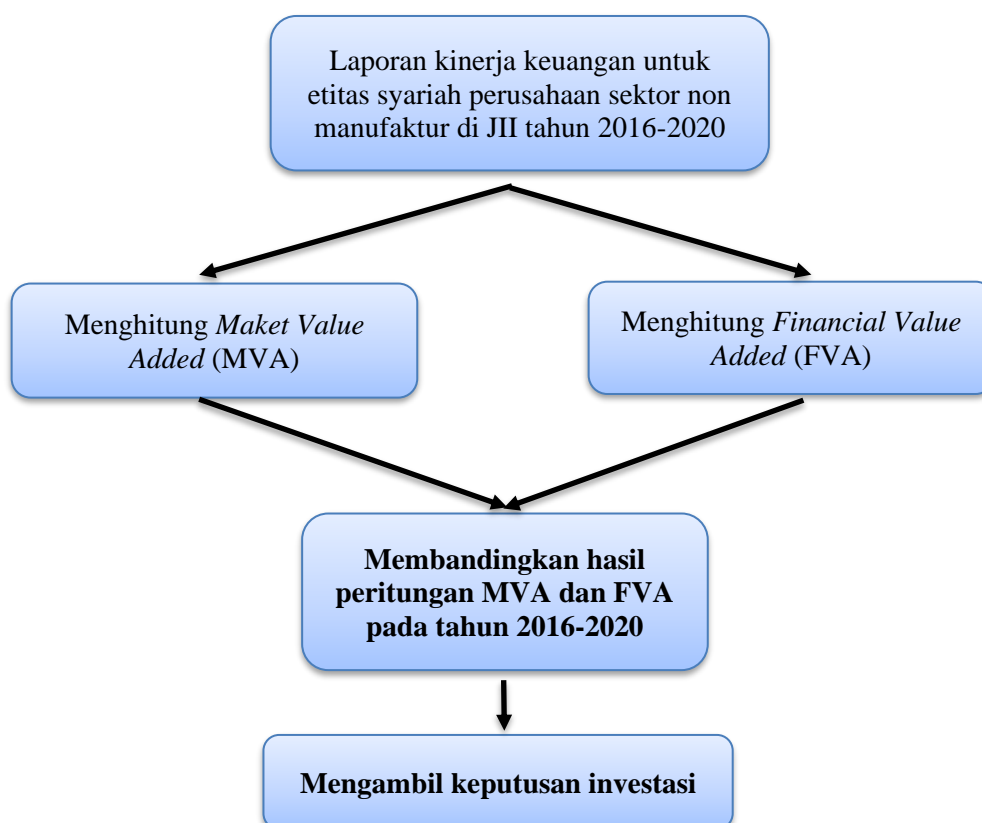 Laporan kinerja keuangan untuk
etitas syariah perusahaan sektor non
manufaktur di JII tahun 2016-2020
Menghitung Maket Value
Added (MVA)
Menghitung Financial Value
Added (FVA)
Membandingkan hasil
peritungan MVA dan FVA
pada tahun 2016-2020
Mengambil keputusan investasi